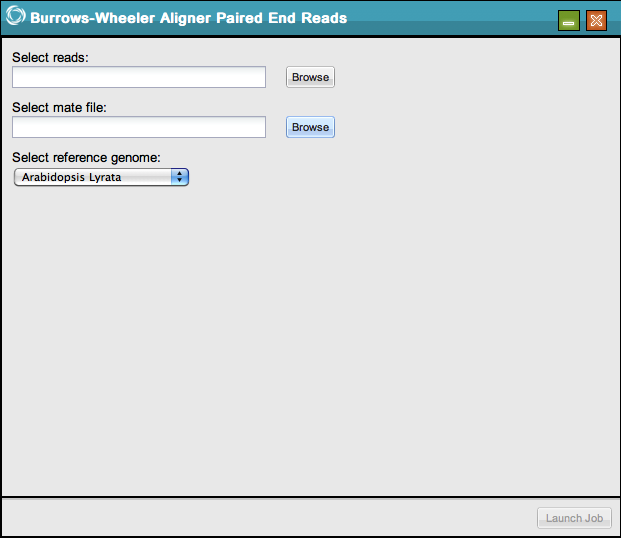 Burrows-Wheeler Aligner Paired End Reads
Select reads:
Browse
Select mate file:
Browse
Select reference genome:
Arabidopsis Lyrata
Launch Job